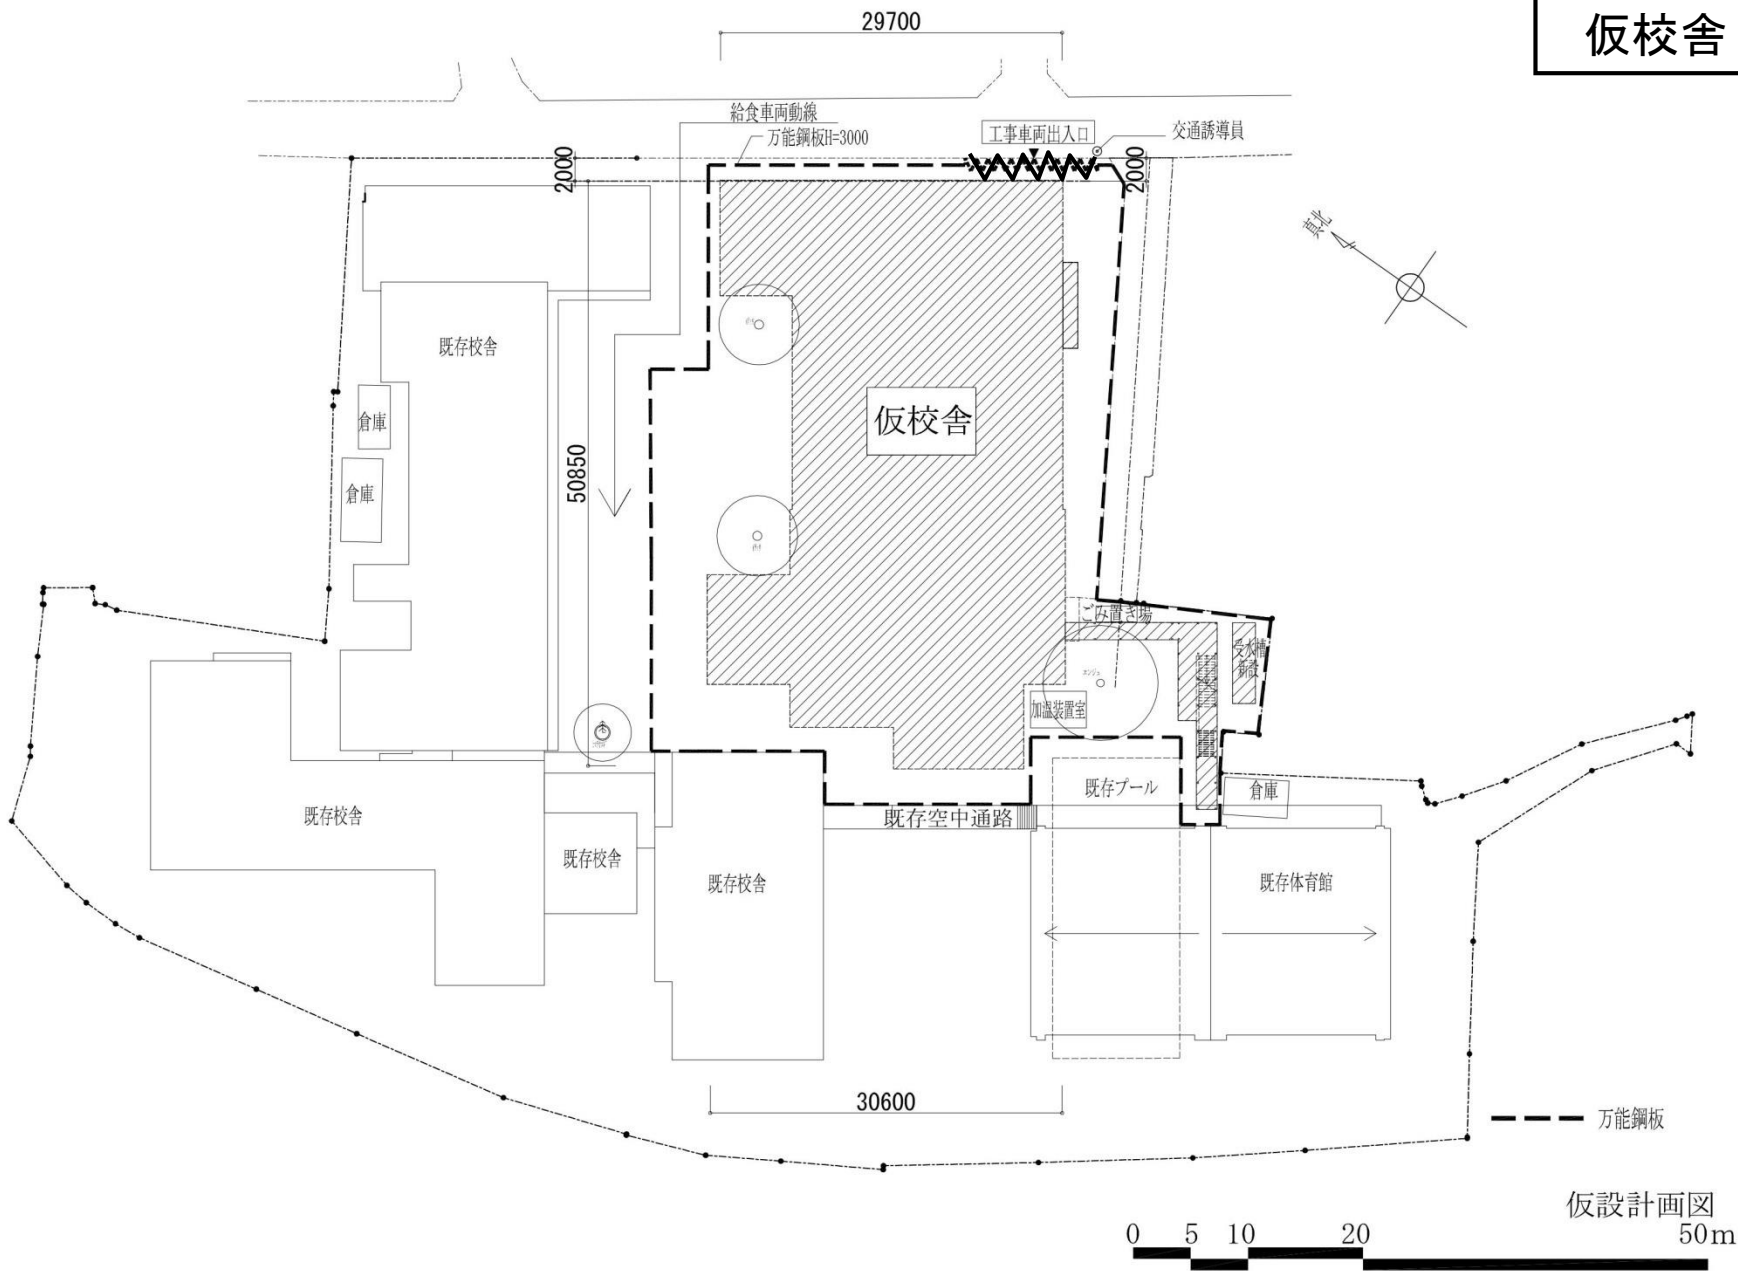 仮校舎
29700
給食車両動線
万能鋼板H=3000
工事車両出入口
交通誘導員
2000
2000
真北
既存校舎
倉庫
倉庫
50850
仮校舎
ごみ置き場
受水槽
新設
加温装置室
既存プール
倉庫
既存空中通路
既存校舎
既存校舎
既存校舎
既存体育館
30600
万能鋼板
仮設計画図
0 5 10 20 50m